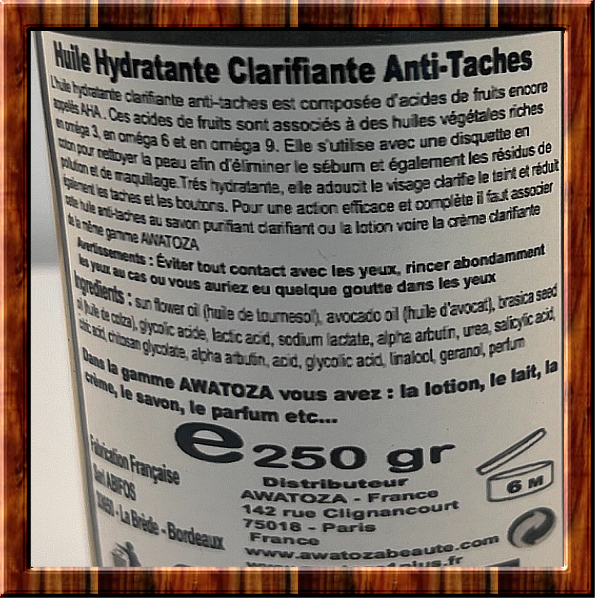 Huile Hydratante Clarifiante Anti-Taches
L'huile hydratante clarifiante anti-taches est composée d'acides de fruits encore
appelés AHA. Ces acides de fruits sont associés à des huiles végétales riches
en oméga 3, en oméga 6 et en oméga 9. Elle s'utilise avec une disquette en
coton pour nettoyer la peau afin d'éliminer le sébum et également les résidus de
pollution et de maquillage. Trés hydratante, elle adoucit le visage clarifie le teint et réduit
également les taches et les boutons. Pour une action efficace et complète il faut associer
cette huile anti-taches au savon purifiant clarifiant ou la lotion voire la crème clarifiante
de la même gamme AWATOZA
Avertissements : Éviter tout contact avec les yeux, rincer abondamment
les yeux au cas ou vous auriez eu quelque goutte dans les yeux
Ingrédients : sun flower oil (huile de tournesol), avocado oil (huile d'avocat), brasica seed
oil (huile de colza), glycolic acide, lactic acid, sodium lactate, alpha arbutin, urea, salicylic acid,
acid, chitosan glycolate, alpha arbutin, acid, glycolic acid, linalool, geranol, perfum
Dans la gamme AWATOZA vous avez : la lotion, le lait, la
crème, le savon, le parfum etc...
e 250 gr
6 M
Fabrication Française
Sarl ABIFOS
- La Brède - Bordeaux
Distributeur
AWATOZA - France
142 rue Clignancourt
75018 - Paris
France
www.awatozabeaute.com